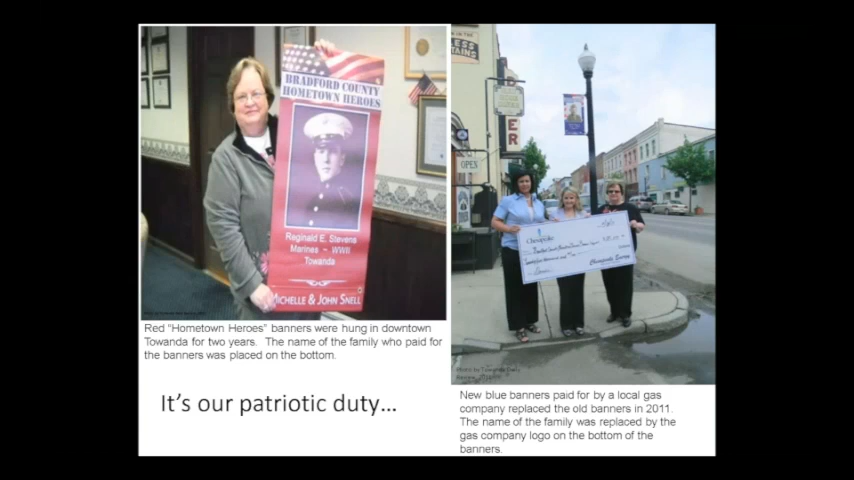 BRADFORD COUNTY
HOMETOWN HEROES
Reginald E. Stevens
Marines ~ WWII
Towanda
MICHELLE & JOHN SNELL
Red “Hometown Heroes” banners were hung in downtown
Towanda for two years.  The name of the family who paid for
the banners was placed on the bottom.
It’s our patriotic duty…
OPEN
Chesapeake
New blue banners paid for by a local gas
company replaced the old banners in 2011.
The name of the family was replaced by the
gas company logo on the bottom of the
banners.